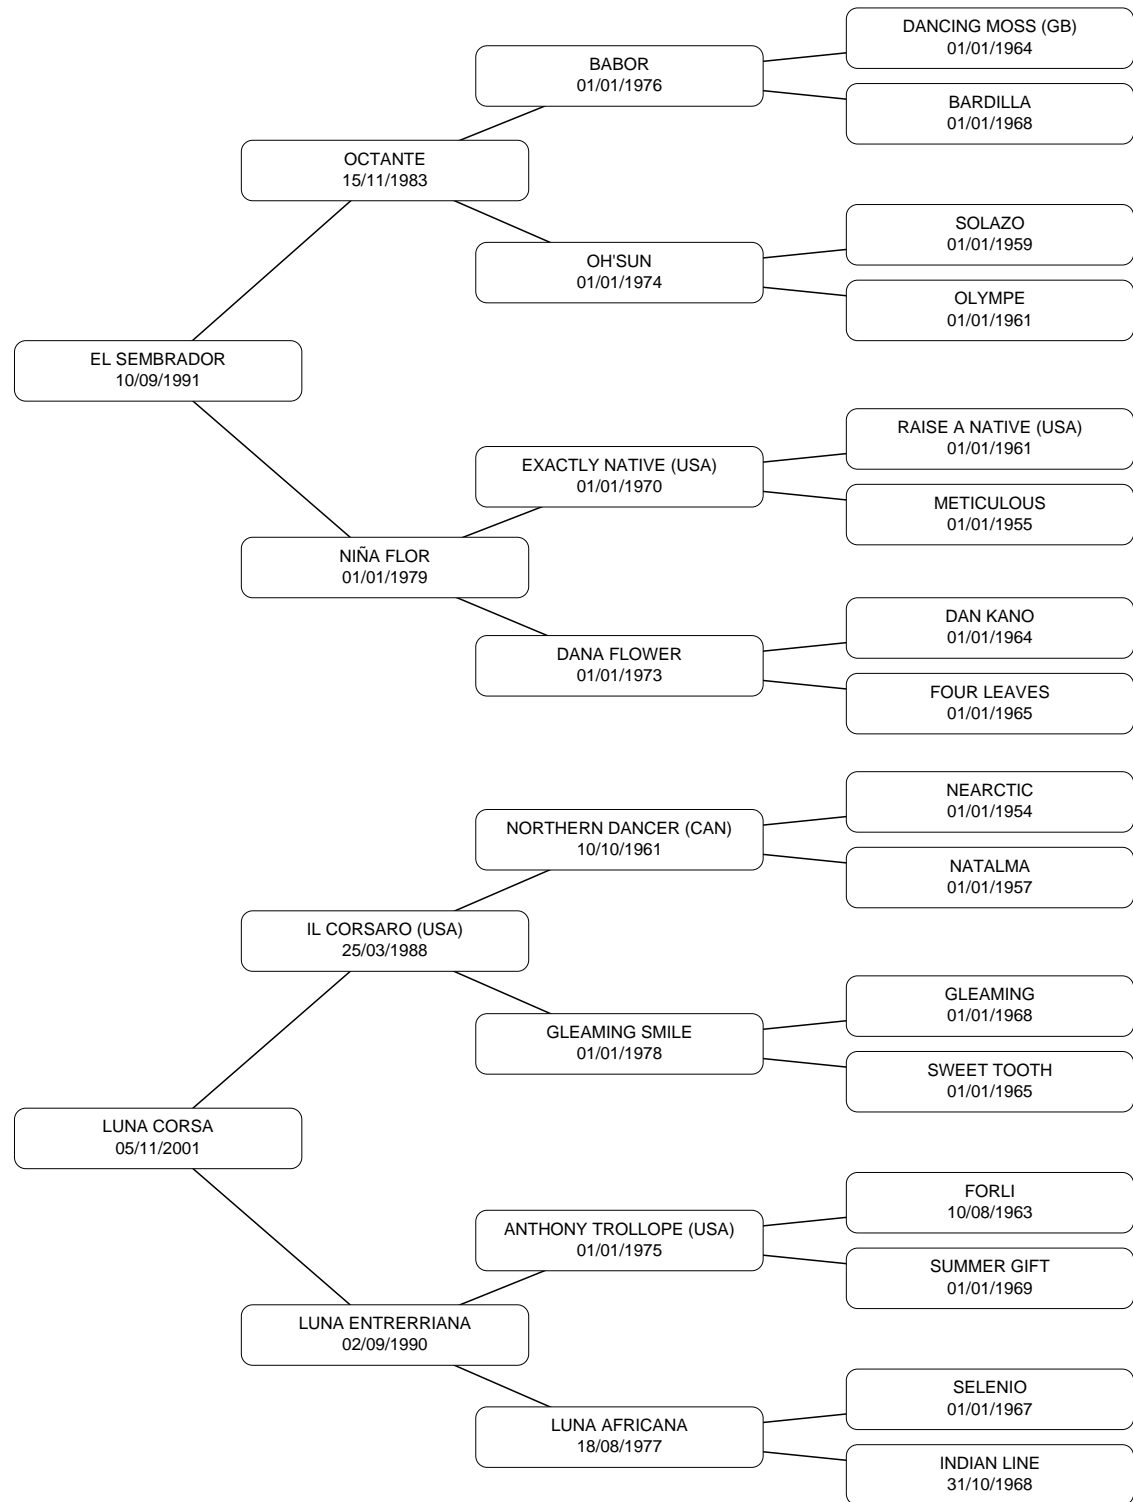 DANCING MOSS (GB)
01/01/1964
BABOR
01/01/1976
BARDILLA
01/01/1968
OCTANTE
15/11/1983
SOLAZO
01/01/1959
OH'SUN
01/01/1974
OLYMPE
01/01/1961
EL SEMBRADOR
10/09/1991
RAISE A NATIVE (USA)
01/01/1961
EXACTLY NATIVE (USA)
01/01/1970
METICULOUS
01/01/1955
NIÑA FLOR
01/01/1979
DAN KANO
01/01/1964
DANA FLOWER
01/01/1973
FOUR LEAVES
01/01/1965
NEARCTIC
01/01/1954
NORTHERN DANCER (CAN)
10/10/1961
NATALMA
01/01/1957
IL CORSARO (USA)
25/03/1988
GLEAMING
01/01/1968
GLEAMING SMILE
01/01/1978
SWEET TOOTH
01/01/1965
LUNA CORSA
05/11/2001
FORLI
10/08/1963
ANTHONY TROLLOPE (USA)
01/01/1975
SUMMER GIFT
01/01/1969
LUNA ENTRERRIANA
02/09/1990
SELENIO
01/01/1967
LUNA AFRICANA
18/08/1977
INDIAN LINE
31/10/1968